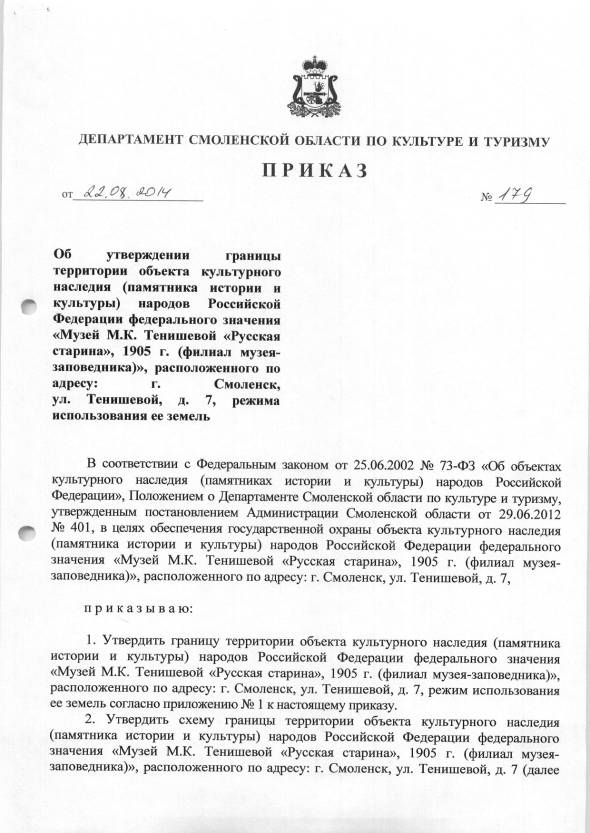 ДЕПАРТАМЕНТ СМОЛЕНСКОЙ ОБЛАСТИ ПО КУЛЬТУРЕ И ТУРИЗМУ
ПРИКАЗ
от 22.08.2014 № 179
Об утверждении границы
территории объекта культурного
наследия (памятника истории и
культуры) народов Российской
Федерации федерального значения
«Музей М.К. Тенишевой «Русская
старина», 1905 г. (филиал музея-
заповедника)», расположенного по
адресу: г. Смоленск,
ул. Тенишевой, д. 7, режима
использования ее земель
В соответствии с Федеральным законом от 25.06.2002 № 73-ФЗ «Об объектах
культурного наследия (памятниках истории и культуры) народов Российской
Федерации», Положением о Департаменте Смоленской области по культуре и туризму,
утвержденным постановлением Администрации Смоленской области от 29.06.2012
№ 401, в целях обеспечения государственной охраны объекта культурного наследия
(памятника истории и культуры) народов Российской Федерации федерального
значения «Музей М.К. Тенишевой «Русская старина», 1905 г. (филиал музея-
заповедника)», расположенного по адресу: г. Смоленск, ул. Тенишевой, д. 7,
приказываю:
1. Утвердить границу территории объекта культурного наследия (памятника
истории и культуры) народов Российской Федерации федерального значения
«Музей М.К. Тенишевой «Русская старина», 1905 г. (филиал музея-заповедника)»,
расположенного по адресу: г. Смоленск, ул. Тенишевой, д. 7, режим использования
ее земель согласно приложению № 1 к настоящему приказу.
2. Утвердить схему границы территории объекта культурного наследия
(памятника истории и культуры) народов Российской Федерации федерального
значения «Музей М.К. Тенишевой «Русская старина», 1905 г. (филиал музея-
заповедника)», расположенного по адресу: г. Смоленск, ул. Тенишевой, д. 7 (далее